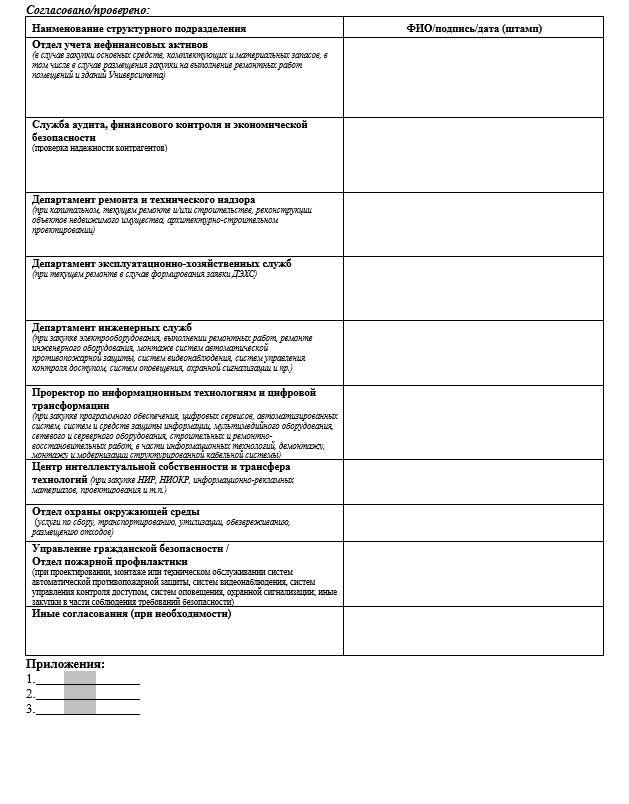 Согласовано/проверено:
Наименование структурного подразделения
ФИО/подпись/дата (штамп)
Отдел учета нефинансовых активов
(в случае закупки основных средств, комплектующих и материальных запасов, в
том числе в случае размещения закупки на выполнение ремонтных работ
помещений и зданий Университета)
Служба аудита, финансового контроля и экономической
безопасности
(проверка надежности контрагентов)
Департамент ремонта и технического надзора
(при капитальном, текущем ремонте и/или строительстве, реконструкции
объектов недвижимого имущества, архитектурно-строительном
проектировании)
Департамент эксплуатационно-хозяйственных служб
(при текущем ремонте в случае формирования заявки ДЭХС)
Департамент инженерных служб
(при закупке электрооборудования, выполнении ремонтных работ, ремонте
инженерного оборудования, монтаже систем автоматической
противопожарной защиты, систем видеонаблюдения, систем управления
контроля доступом, систем оповещения, охранной сигнализации и пр.)
Проректор по информационным технологиям и цифровой
трансформации
(при закупке программного обеспечения, цифровых сервисов, автоматизированных
систем, систем и средств защиты информации, мультимедийного оборудования,
сетевого и серверного оборудования, строительных и ремонтно-
восстановительных работ, в части информационных технологий, демонтажу,
монтажу и модернизации структурированной кабельной системы)
Центр интеллектуальной собственности и трансфера
технологий (при закупке НИР, НИОКР, информационно-рекламных
материалов, проектирования и т.п.)
Отдел охраны окружающей среды
(услуги по сбору, транспортированию, утилизации, обезвреживанию,
размещению отходов)
Управление гражданской безопасности /
Отдел пожарной профилактики
(при проектировании, монтаже или техническом обслуживании систем
автоматической противопожарной защиты, систем видеонаблюдения, систем
управления контроля доступом, систем оповещения, охранной сигнализации, иные
закупки в части соблюдения требований безопасности)
Иные согласования (при необходимости)
Приложения:
1.
2.
3.